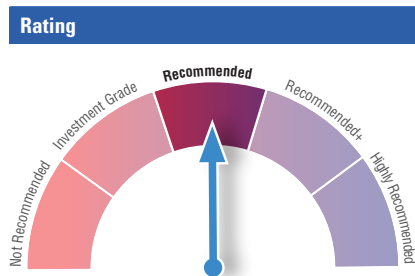 Rating
Not Recommended
Investment Grade
Recommended
Recommended+
Highly Recommended